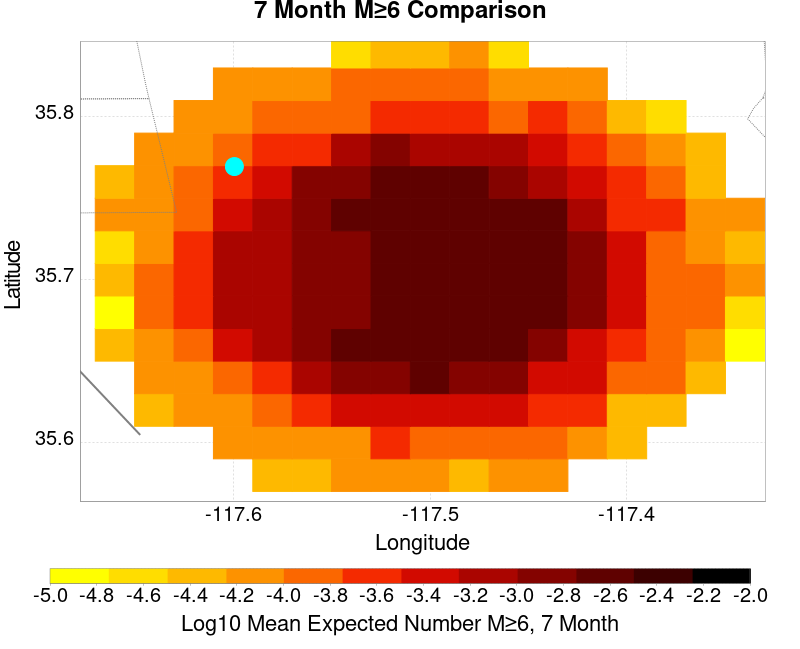 7 Month M≥6 Comparison
35.8
35.7
35.6
Latitude
-117.6 -117.5 -117.4
Longitude
-5.0 -4.8 -4.6 -4.4 -4.2 -4.0 -3.8 -3.6 -3.4 -3.2 -3.0 -2.8 -2.6 -2.4 -2.2 -2.0
Log10 Mean Expected Number M≥6, 7 Month